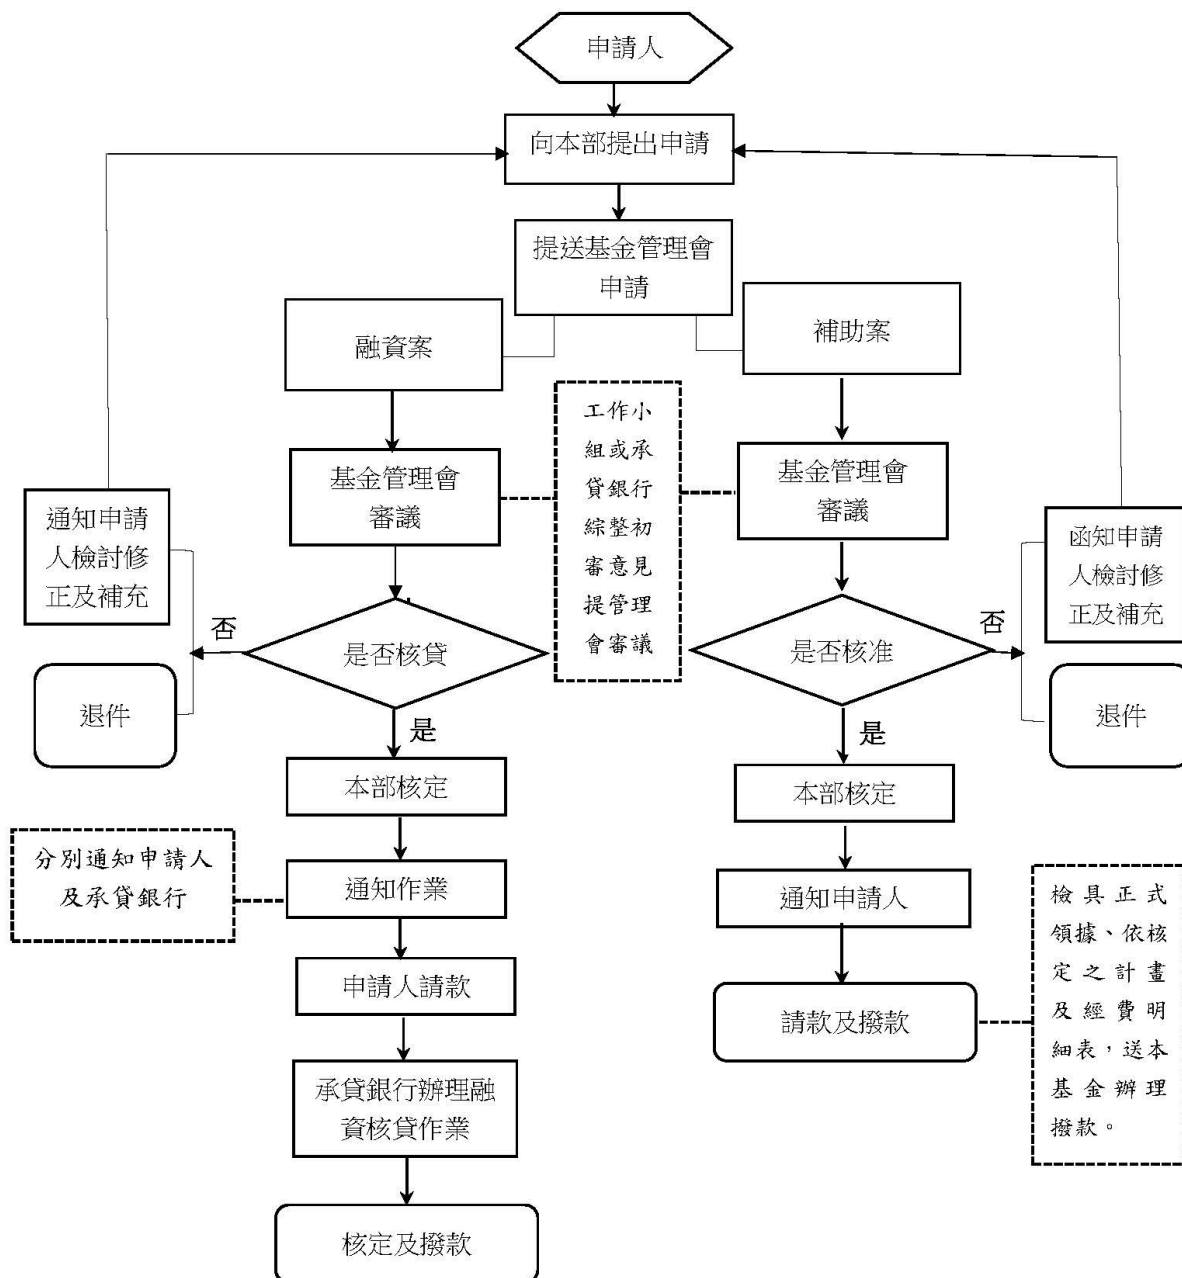 申請人
向本部提出申請
提送基金管理會
申請
融資案
補助案
工作小
組或承
貸銀行
綜整初
審意見
提管理
會審議
基金管理會
審議
基金管理會
審議
通知申請
人檢討修
正及補充
函知申請
人檢討修
正及補充
否
是否核貸
是否核准
否
退件
退件
是
是
本部核定
本部核定
分別通知申請人
及承貸銀行
通知作業
通知申請人
檢具正式
領據、依核
定之計畫
及經費明
細表，送本
基金辦理
撥款。
申請人請款
請款及撥款
承貸銀行辦理融
資核貸作業
核定及撥款